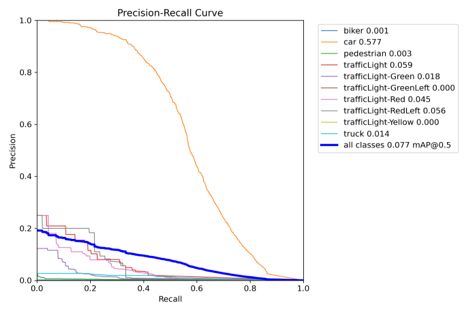 Precision-Recall Curve
1.0
0.8
0.6
0.4
0.2
0.0
Precision
0.0 0.2 0.4 0.6 0.8 1.0
Recall
biker 0.001
car 0.577
pedestrian 0.003
trafficLight 0.059
trafficLight-Green 0.018
trafficLight-GreenLeft 0.000
trafficLight-Red 0.045
trafficLight-RedLeft 0.056
trafficLight-Yellow 0.000
truck 0.014
all classes 0.077 mAP@0.5